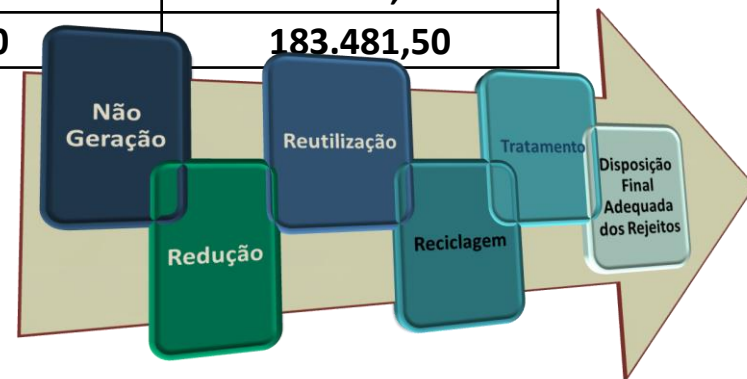 183.481,50
Não
Geração
Redução
Reutilização
Reciclagem
Tratamento
Disposição
Final
Adequada
dos Rejeitos